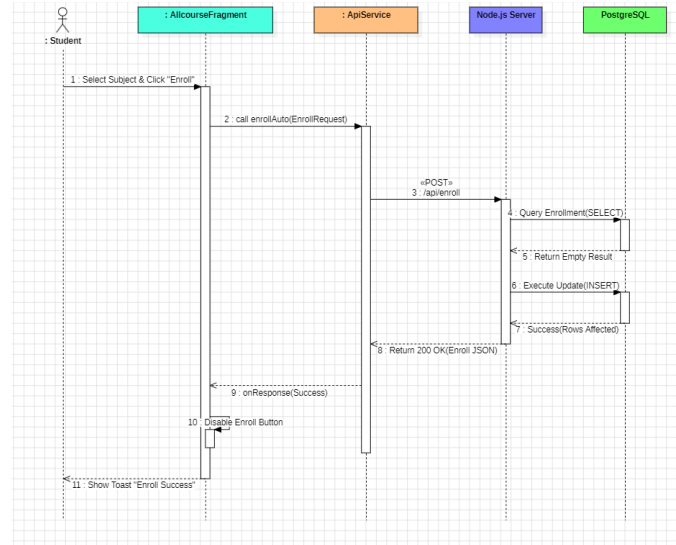 : Student
: AllcourseFragment
: ApiService
Node.js Server
PostgreSQL
1 : Select Subject & Click "Enroll"
2 : call enrollAuto(EnrollRequest)
«POST»
3 : /api/enroll
4 : Query Enrollment(SELECT)
5 : Return Empty Result
6 : Execute Update(INSERT)
7 : Success(Rows Affected)
8 : Return 200 OK(Enroll JSON)
9 : onResponse(Success)
10 : Disable Enroll Button
11 : Show Toast "Enroll Success"